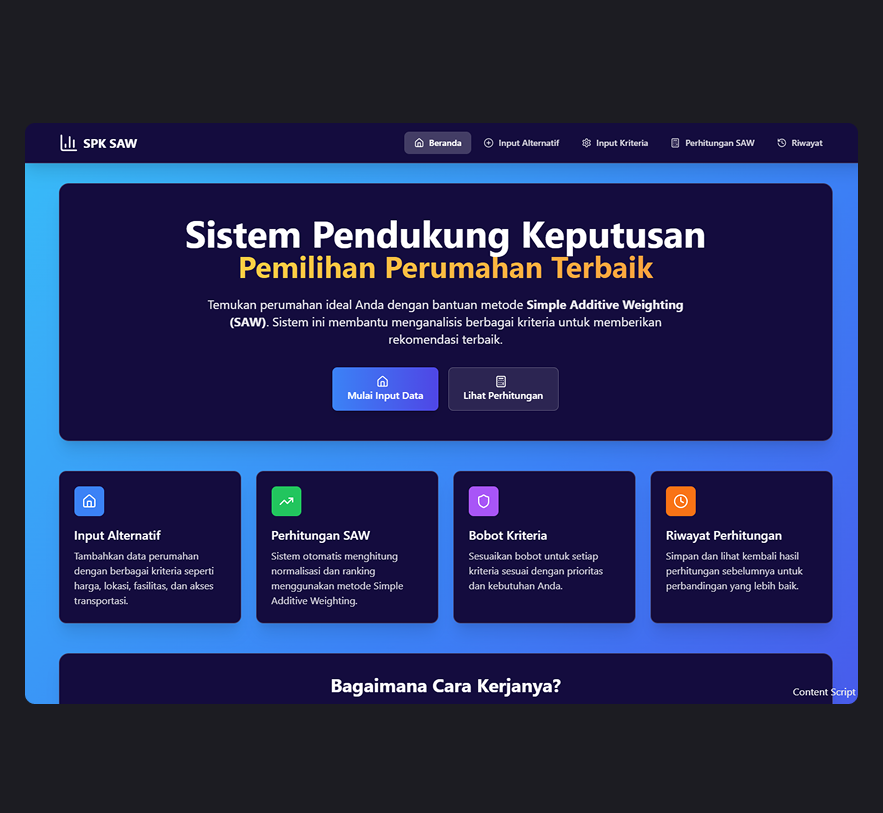 SPK SAW
Beranda
Input Alternatif
Input Kriteria
Perhitungan SAW
Riwayat
Sistem Pendukung Keputusan
Pemilihan Perumahan Terbaik
Temukan perumahan ideal Anda dengan bantuan metode Simple Additive Weighting
(SAW). Sistem ini membantu menganalisis berbagai kriteria untuk memberikan
rekomendasi terbaik.
Mulai Input Data
Lihat Perhitungan
Input Alternatif
Tambahkan data perumahan
dengan berbagai kriteria seperti
harga, lokasi, fasilitas, dan akses
transportasi.
Perhitungan SAW
Sistem otomatis menghitung
normalisasi dan ranking
menggunakan metode Simple
Additive Weighting.
Bobot Kriteria
Sesuaikan bobot untuk setiap
kriteria sesuai dengan prioritas
dan kebutuhan Anda.
Riwayat Perhitungan
Simpan dan lihat kembali hasil
perhitungan sebelumnya untuk
perbandingan yang lebih baik.
Bagaimana Cara Kerjanya?
Content Script